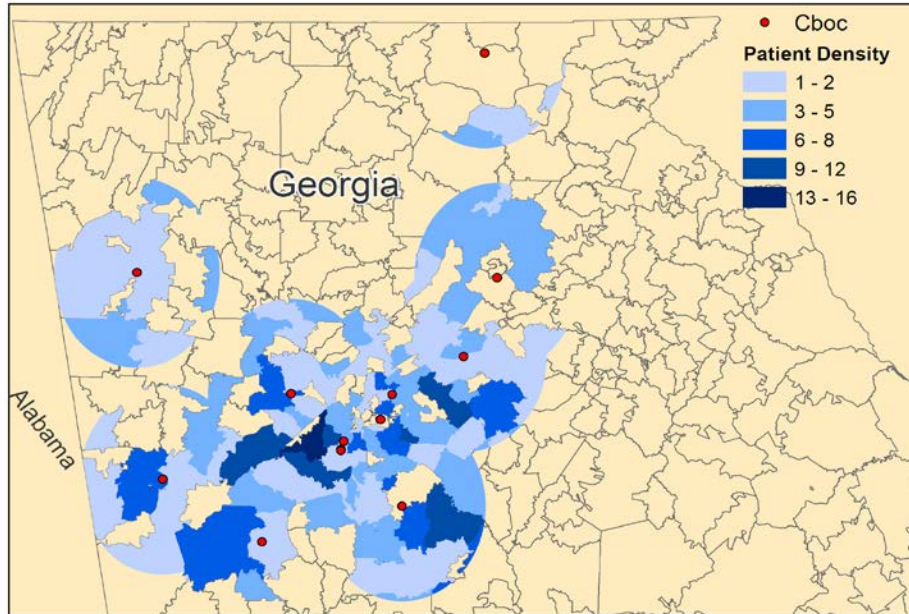 Cboc
Patient Density
1 - 2
3 - 5
6 - 8
9 - 12
13 - 16
Georgia
Alabama